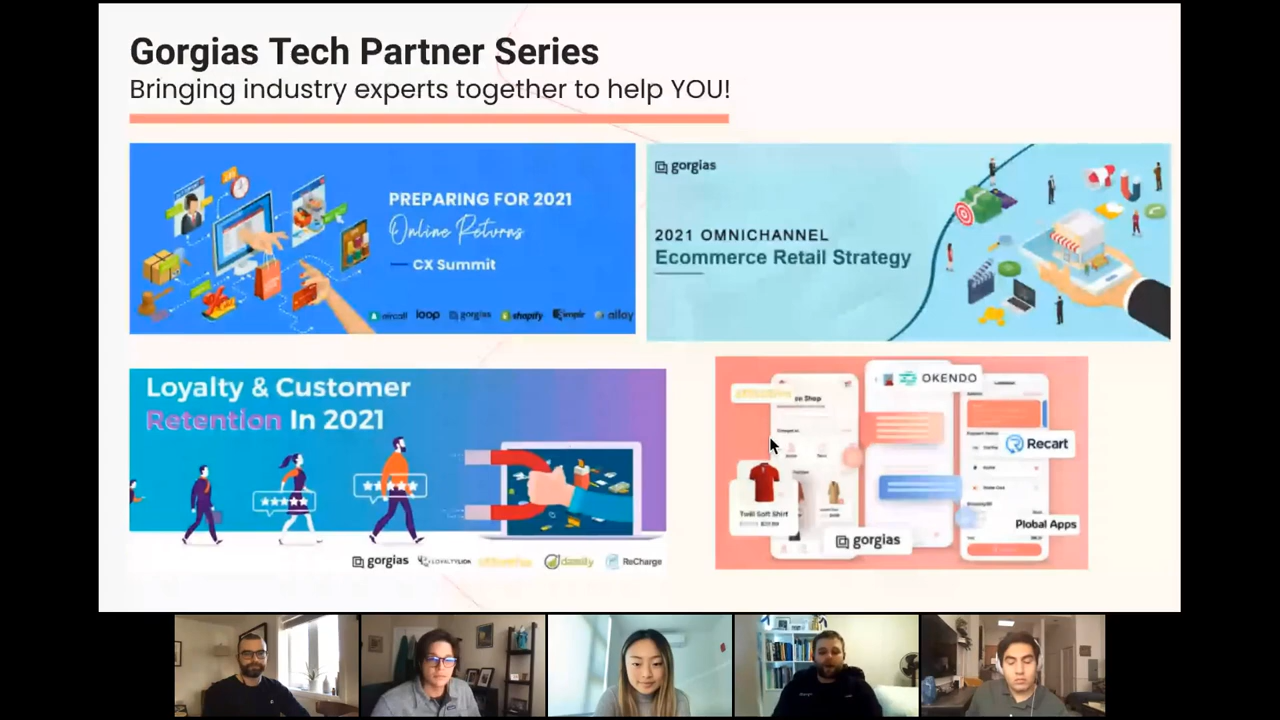 Gorgias Tech Partner Series
Bringing industry experts together to help YOU!
PREPARING FOR 2021
Online Returns
CX Summit
aircall loop gorgias shopify alloy
gorgias
2021 OMNICHANNEL
Ecommerce Retail Strategy
Loyalty & Customer
Retention In 2021
gorgias LOYALTYLION ReCharge
OKENDO
Recart
Twill Soft Shirt
Plobal Apps
gorgias